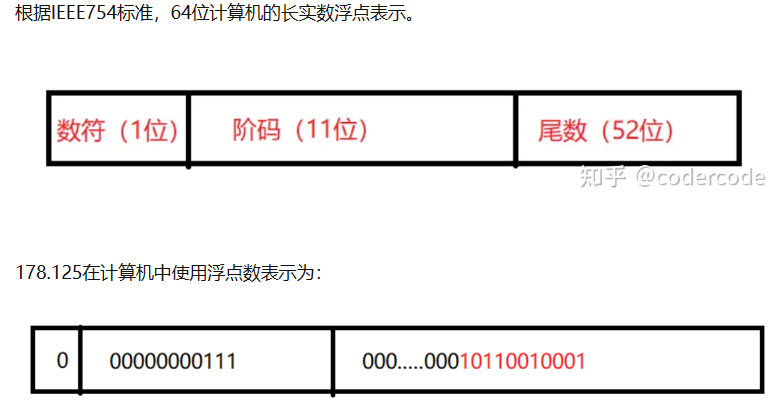 根据IEEE754标准，64位计算机的长实数浮点表示。
数符（1位） 阶码（11位） 尾数（52位）
知乎 @codercode
178.125在计算机中使用浮点数表示为：
0 00000000111 000.....00010110010001